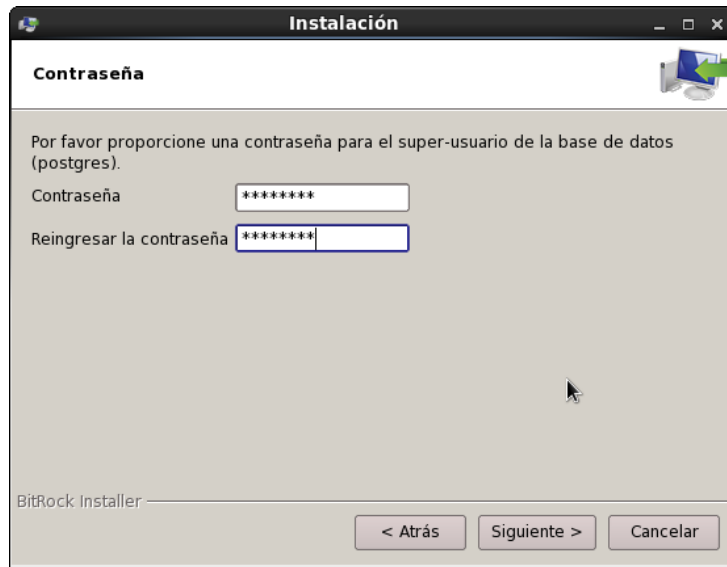 Instalación
Contraseña
Por favor proporcione una contraseña para el super-usuario de la base de datos
(postgres).
Contraseña ********
Reingresar la contraseña ********
BitRock Installer
< Atrás Siguiente > Cancelar